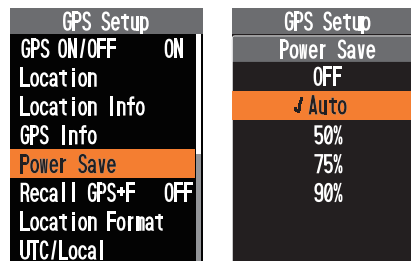 GPS Setup
GPS ON/OFF ON
Location
Location Info
GPS Info
Power Save
Recall GPS+F OFF
Location Format
UTC/Local
GPS Setup
Power Save
OFF
✓ Auto
50%
75%
90%